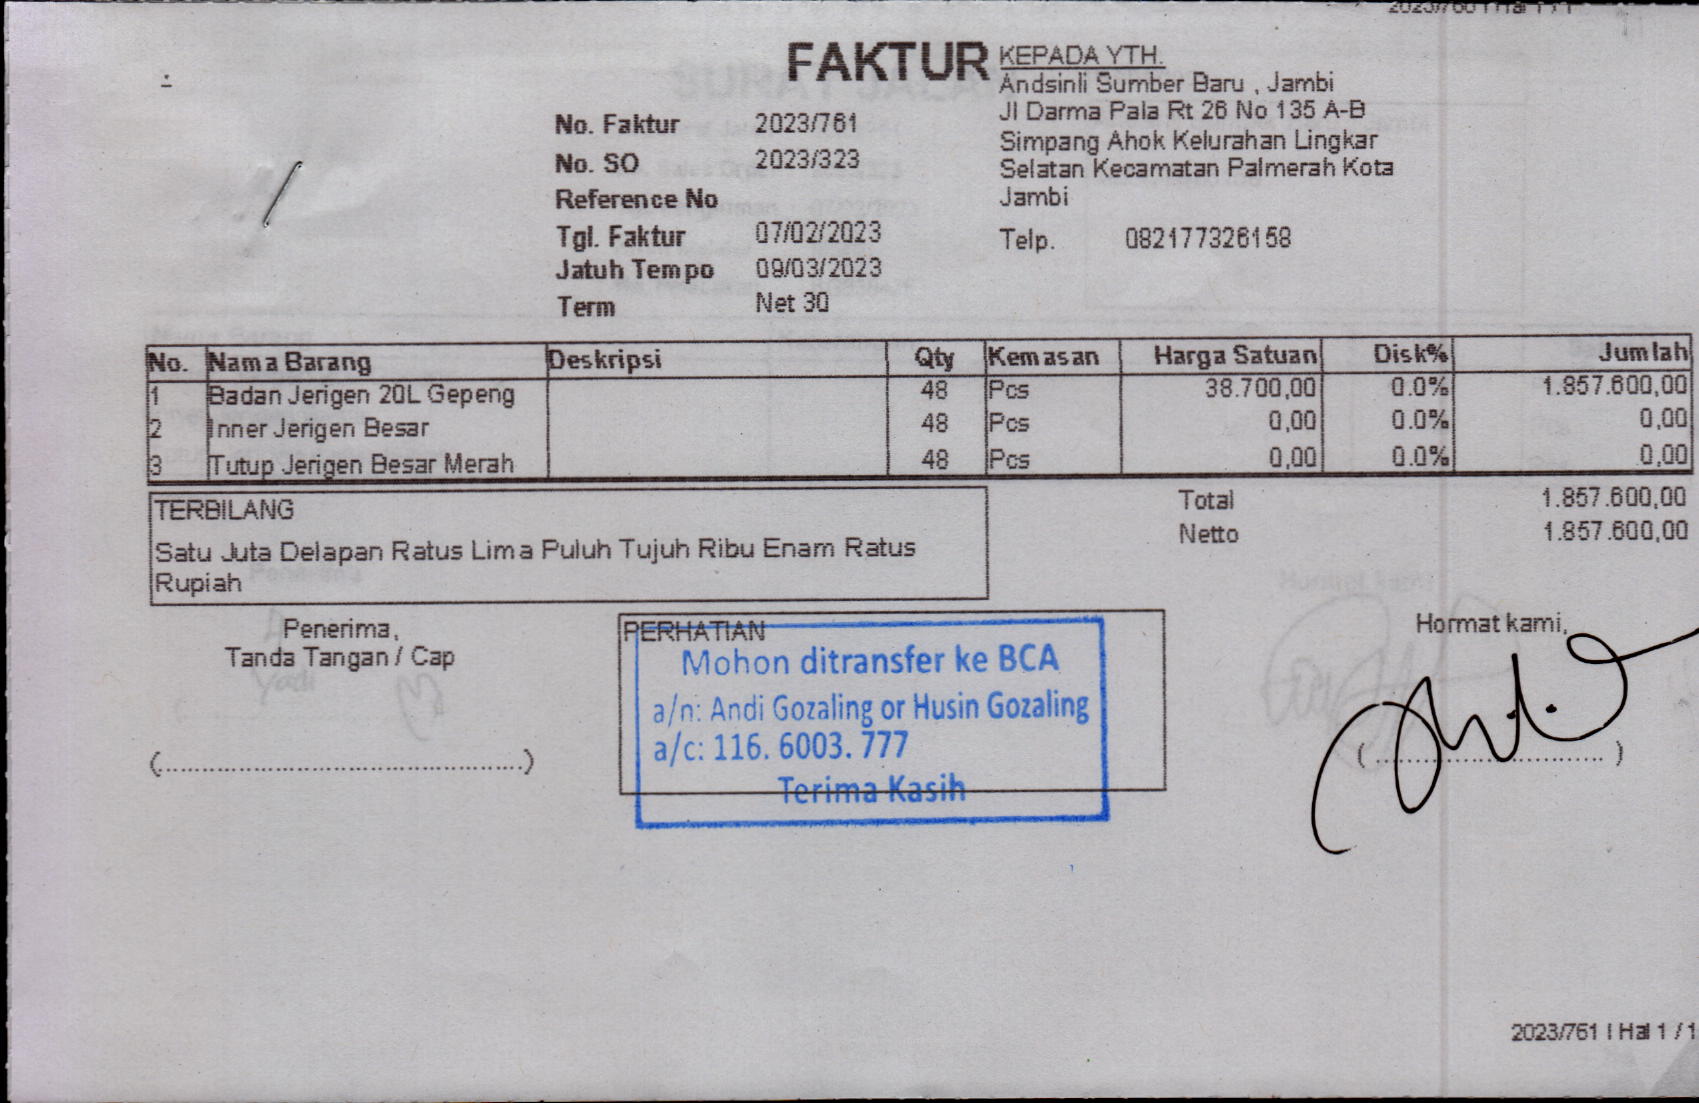 2023/760 I Hal 1 / 1
FAKTUR
KEPADA YTH.
Andsinli Sumber Baru , Jambi
Jl Darma Pala Rt 26 No 135 A-B
Simpang Ahok Kelurahan Lingkar
Selatan Kecamatan Palmerah Kota
Jambi
Telp. 082177326158
No. Faktur 2023/761
No. SO 2023/323
Reference No
Tgl. Faktur 07/02/2023
Jatuh Tempo 09/03/2023
Term Net 30
No. Nama Barang Deskripsi Qty Kemasan Harga Satuan Disk% Jumlah
1 Badan Jerigen 20L Gepeng 48 Pcs 38.700,00 0.0% 1.857.600,00
2 Inner Jerigen Besar 48 Pcs 0,00 0.0% 0,00
3 Tutup Jerigen Besar Merah 48 Pcs 0,00 0.0% 0,00
Total 1.857.600,00
Netto 1.857.600,00
TERBILANG
Satu Juta Delapan Ratus Lima Puluh Tujuh Ribu Enam Ratus
Rupiah
Penerima,
Tanda Tangan / Cap
(..............................................)
PERHATIAN
Mohon ditransfer ke BCA
a/n: Andi Gozaling or Husin Gozaling
a/c: 116. 6003. 777
Terima Kasih
Hormat kami,
( ............................. )
2023/761 I Hal 1 / 1